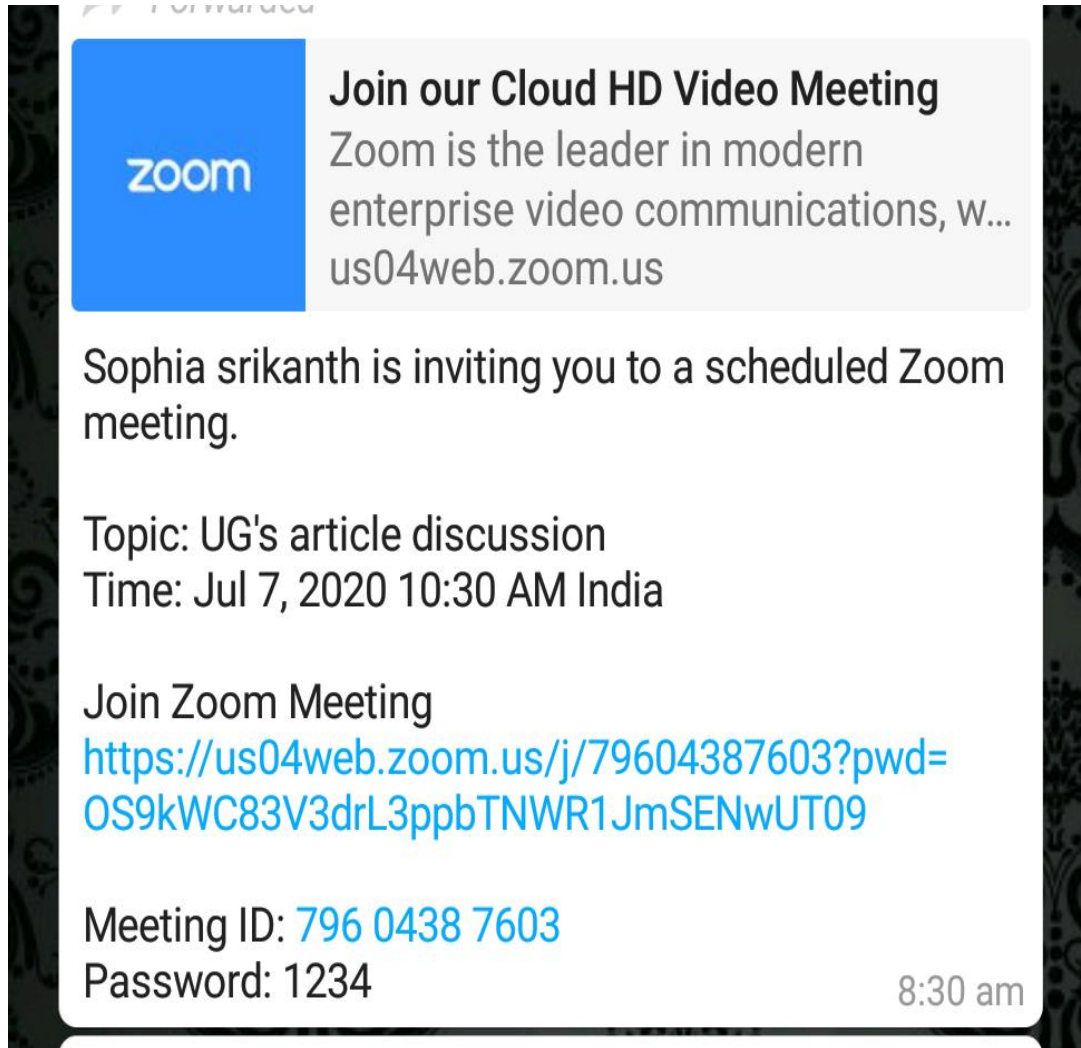 Forwarded
zoom
Join our Cloud HD Video Meeting
Zoom is the leader in modern
enterprise video communications, w...
us04web.zoom.us
Sophia srikanth is inviting you to a scheduled Zoom
meeting.
Topic: UG's article discussion
Time: Jul 7, 2020 10:30 AM India
Join Zoom Meeting
https://us04web.zoom.us/j/79604387603?pwd=
OS9kWC83V3drL3ppbTNWR1JmSENwUT09
Meeting ID: 796 0438 7603
Password: 1234
8:30 am